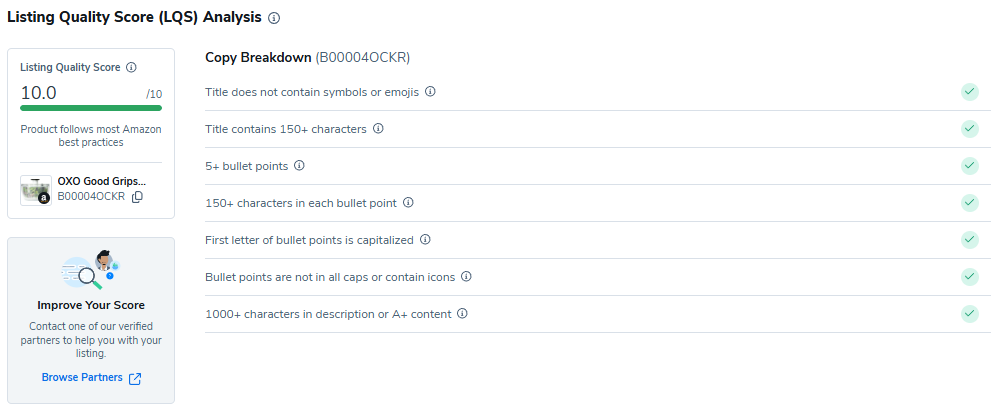 Listing Quality Score (LQS) Analysis
Listing Quality Score
10.0 /10
Product follows most Amazon
best practices
OXO Good Grips...
B00004OCKR
Improve Your Score
Contact one of our verified
partners to help you with your
listing.
Browse Partners
Copy Breakdown (B00004OCKR)
Title does not contain symbols or emojis
Title contains 150+ characters
5+ bullet points
150+ characters in each bullet point
First letter of bullet points is capitalized
Bullet points are not in all caps or contain icons
1000+ characters in description or A+ content